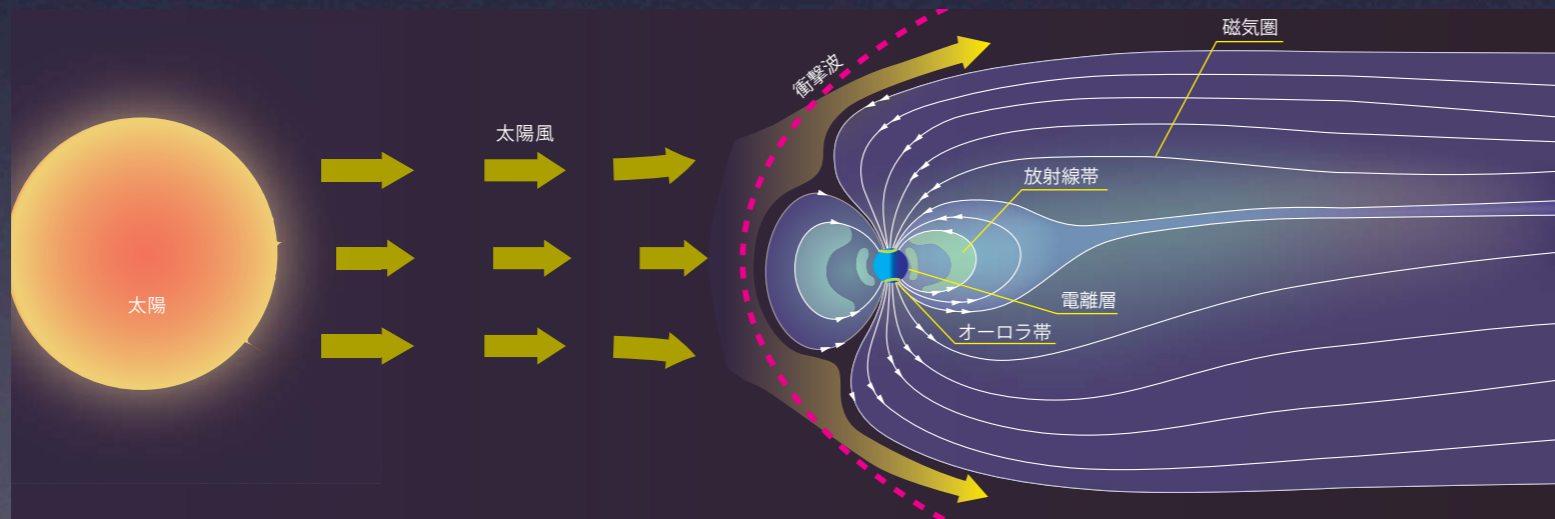 磁気圏
衝撃波
太陽風
放射線帯
太陽
電離層
オーロラ帯